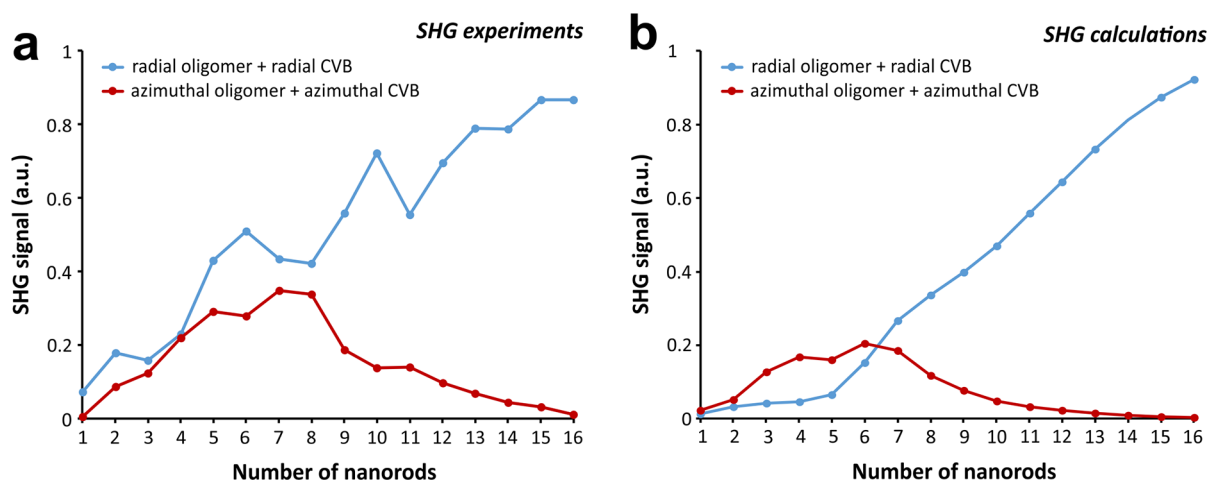 a
SHG experiments
SHG signal (a.u.)
1
0.8
0.6
0.4
0.2
0
radial oligomer + radial CVB
azimuthal oligomer + azimuthal CVB
1 2 3 4 5 6 7 8 9 10 11 12 13 14 15 16
Number of nanorods
b
SHG calculations
SHG signal (a.u.)
1
0.8
0.6
0.4
0.2
0
radial oligomer + radial CVB
azimuthal oligomer + azimuthal CVB
1 2 3 4 5 6 7 8 9 10 11 12 13 14 15 16
Number of nanorods